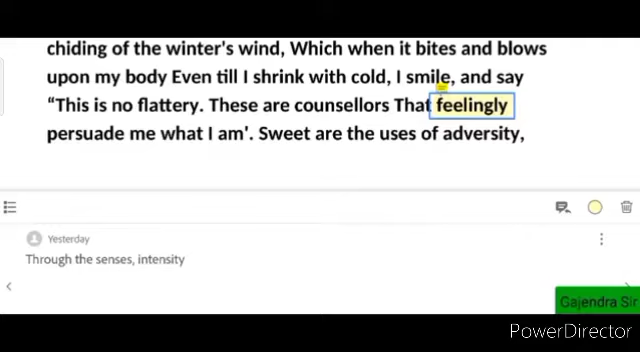 chiding of the winter's wind, Which when it bites and blows
upon my body Even till I shrink with cold, I smile, and say
“This is no flattery. These are counsellors That feelingly
persuade me what I am'. Sweet are the uses of adversity,
Yesterday
Through the senses, intensity
Gajendra Sir
PowerDirector